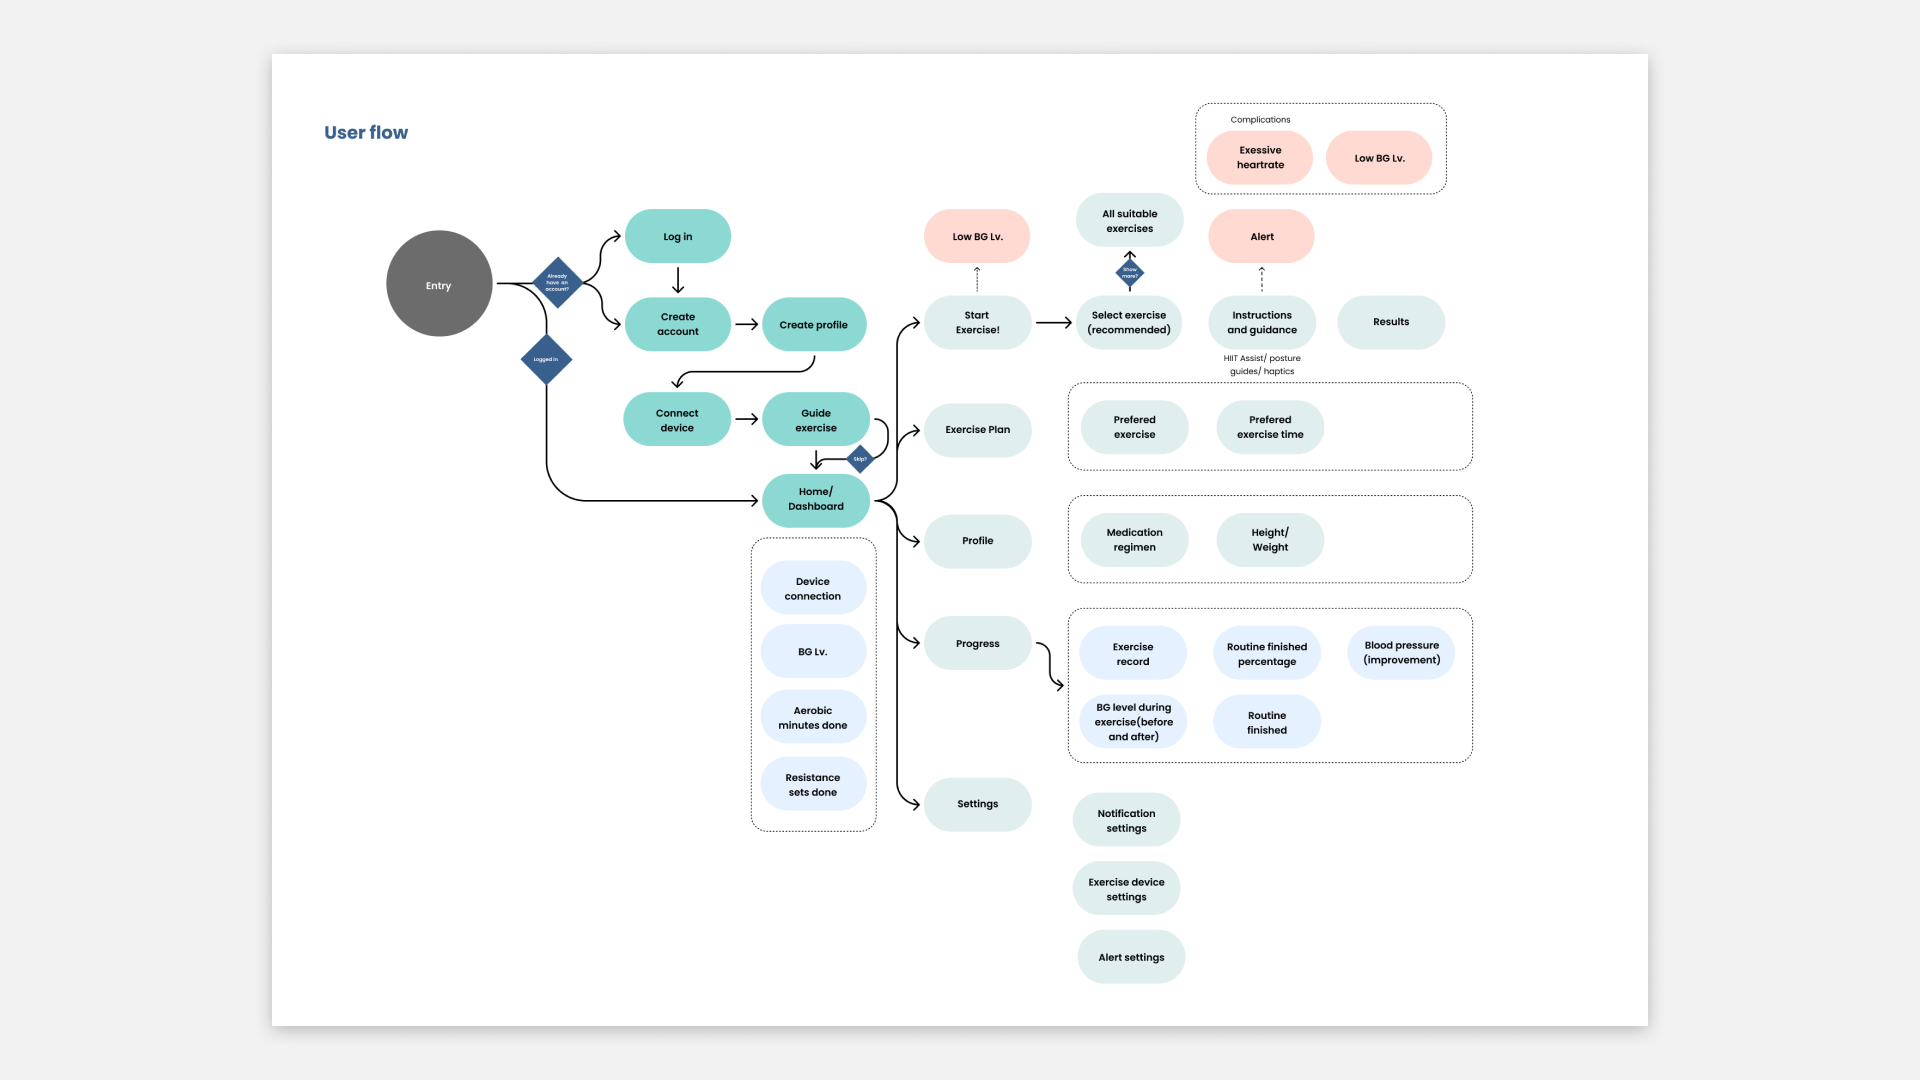 User flow
Complications
Exessive
heartrate
Low BG Lv.
Entry
Already
have an
account?
Logged in
Log in
Create
account
Create profile
Connect
device
Guide
exercise
Skip?
Home/
Dashboard
Device
connection
BG Lv.
Aerobic
minutes done
Resistance
sets done
Low BG Lv.
Start
Exercise!
All suitable
exercises
Show
more?
Select exercise
(recommended)
Alert
Instructions
and guidance
HIIT Assist/ posture
guides/ haptics
Results
Exercise Plan
Prefered
exercise
Prefered
exercise time
Profile
Medication
regimen
Height/
Weight
Progress
Exercise
record
Routine finished
percentage
Blood pressure
(improvement)
BG level during
exercise(before
and after)
Routine
finished
Settings
Notification
settings
Exercise device
settings
Alert settings